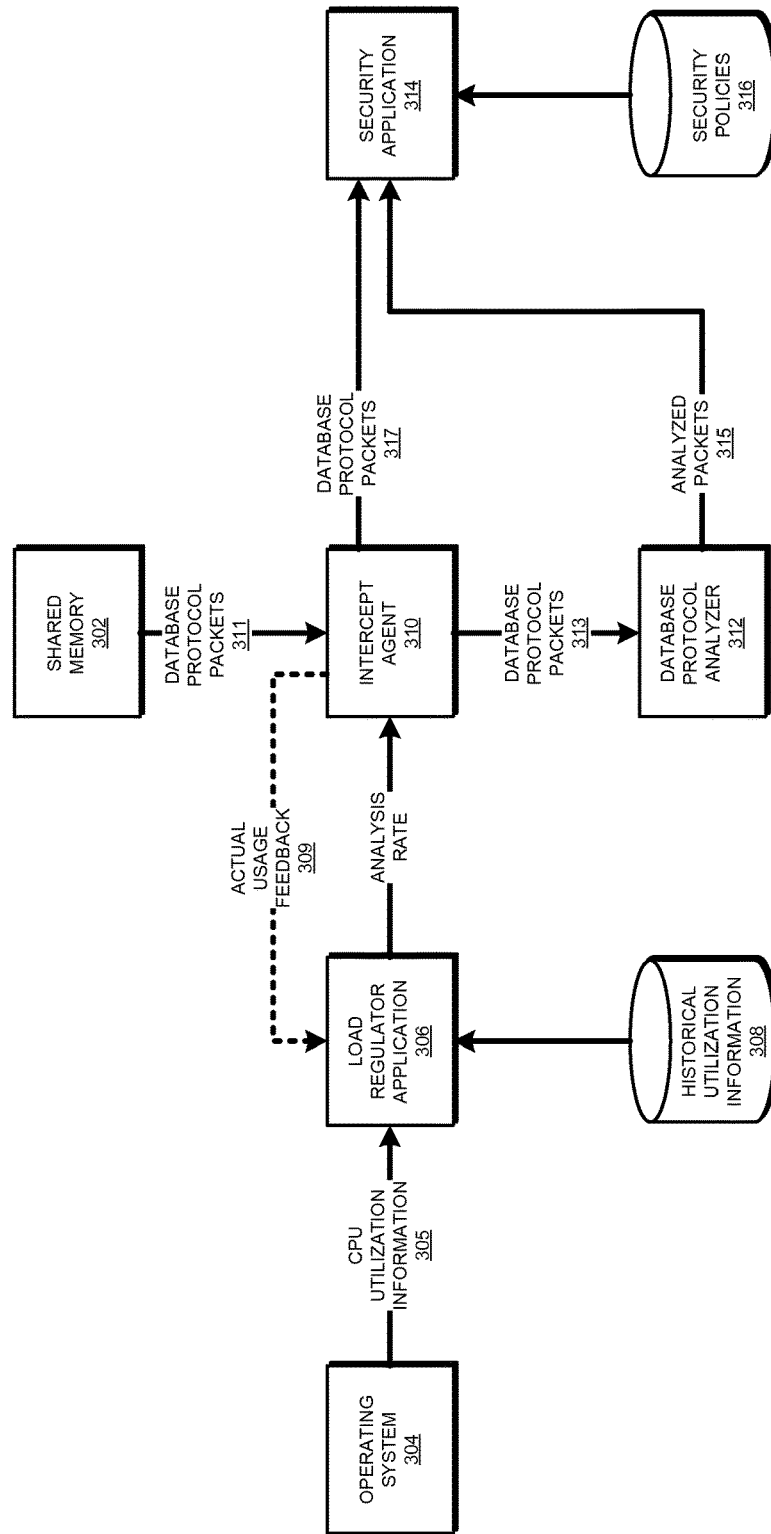 SHARED
MEMORY
302
DATABASE
PROTOCOL
PACKETS
311
ACTUAL
USAGE
FEEDBACK
309
DATABASE
PROTOCOL
PACKETS
317
OPERATING
SYSTEM
304
CPU
UTILIZATION
INFORMATION
305
LOAD
REGULATOR
APPLICATION
306
ANALYSIS
RATE
INTERCEPT
AGENT
310
SECURITY
APPLICATION
314
DATABASE
PROTOCOL
PACKETS
313
ANALYZED
PACKETS
315
HISTORICAL
UTILIZATION
INFORMATION
308
DATABASE
PROTOCOL
ANALYZER
312
SECURITY
POLICIES
316